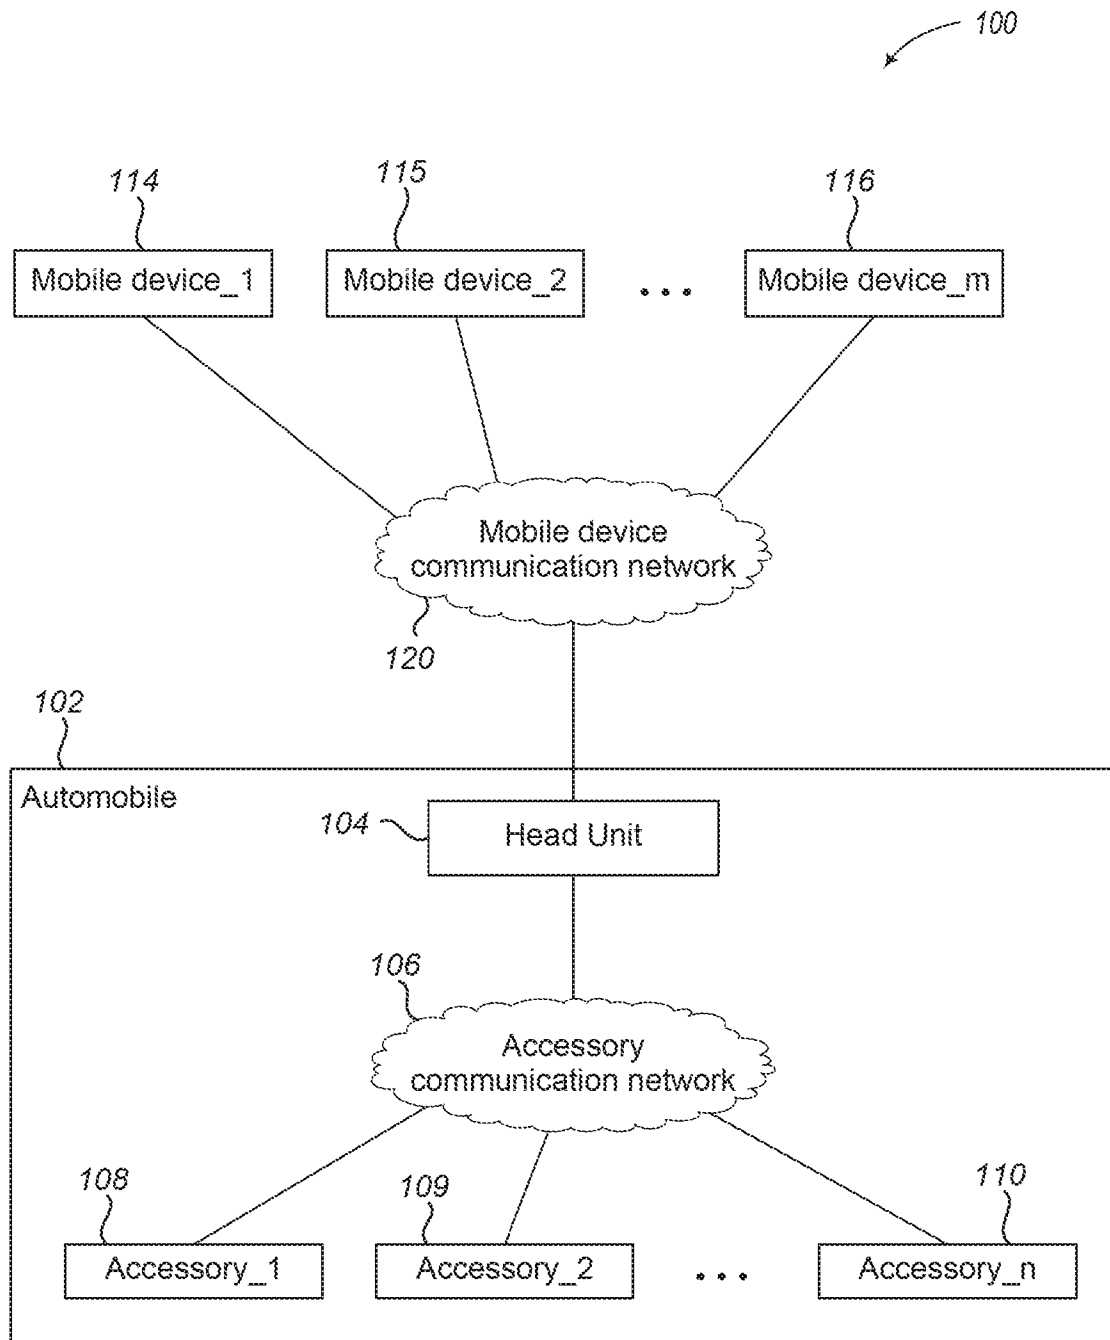 100
114
115
116
Mobile device_1
Mobile device_2
...
Mobile device_m
Mobile device
communication network
120
102
Automobile
104
Head Unit
106
Accessory
communication network
108
109
110
Accessory_1
Accessory_2
...
Accessory_n